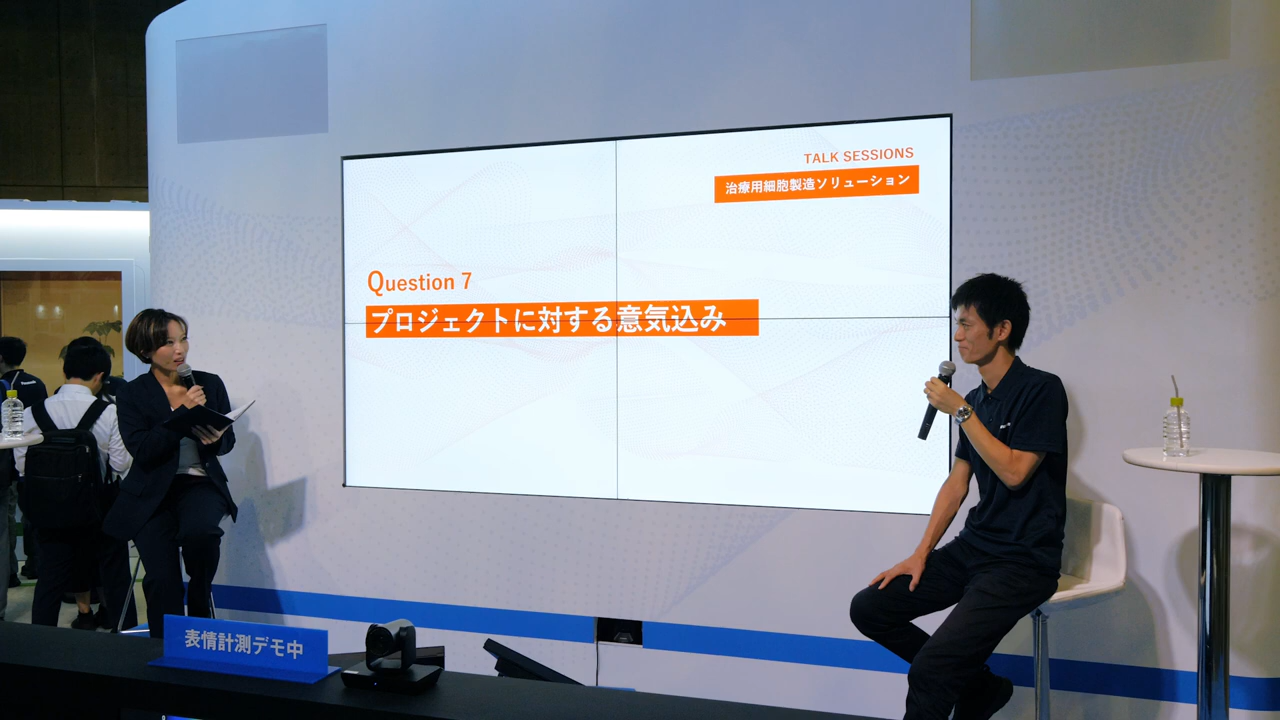 TALK SESSIONS
治療用細胞製造ソリューション
Question 7
プロジェクトに対する意気込み
表情計測デモ中